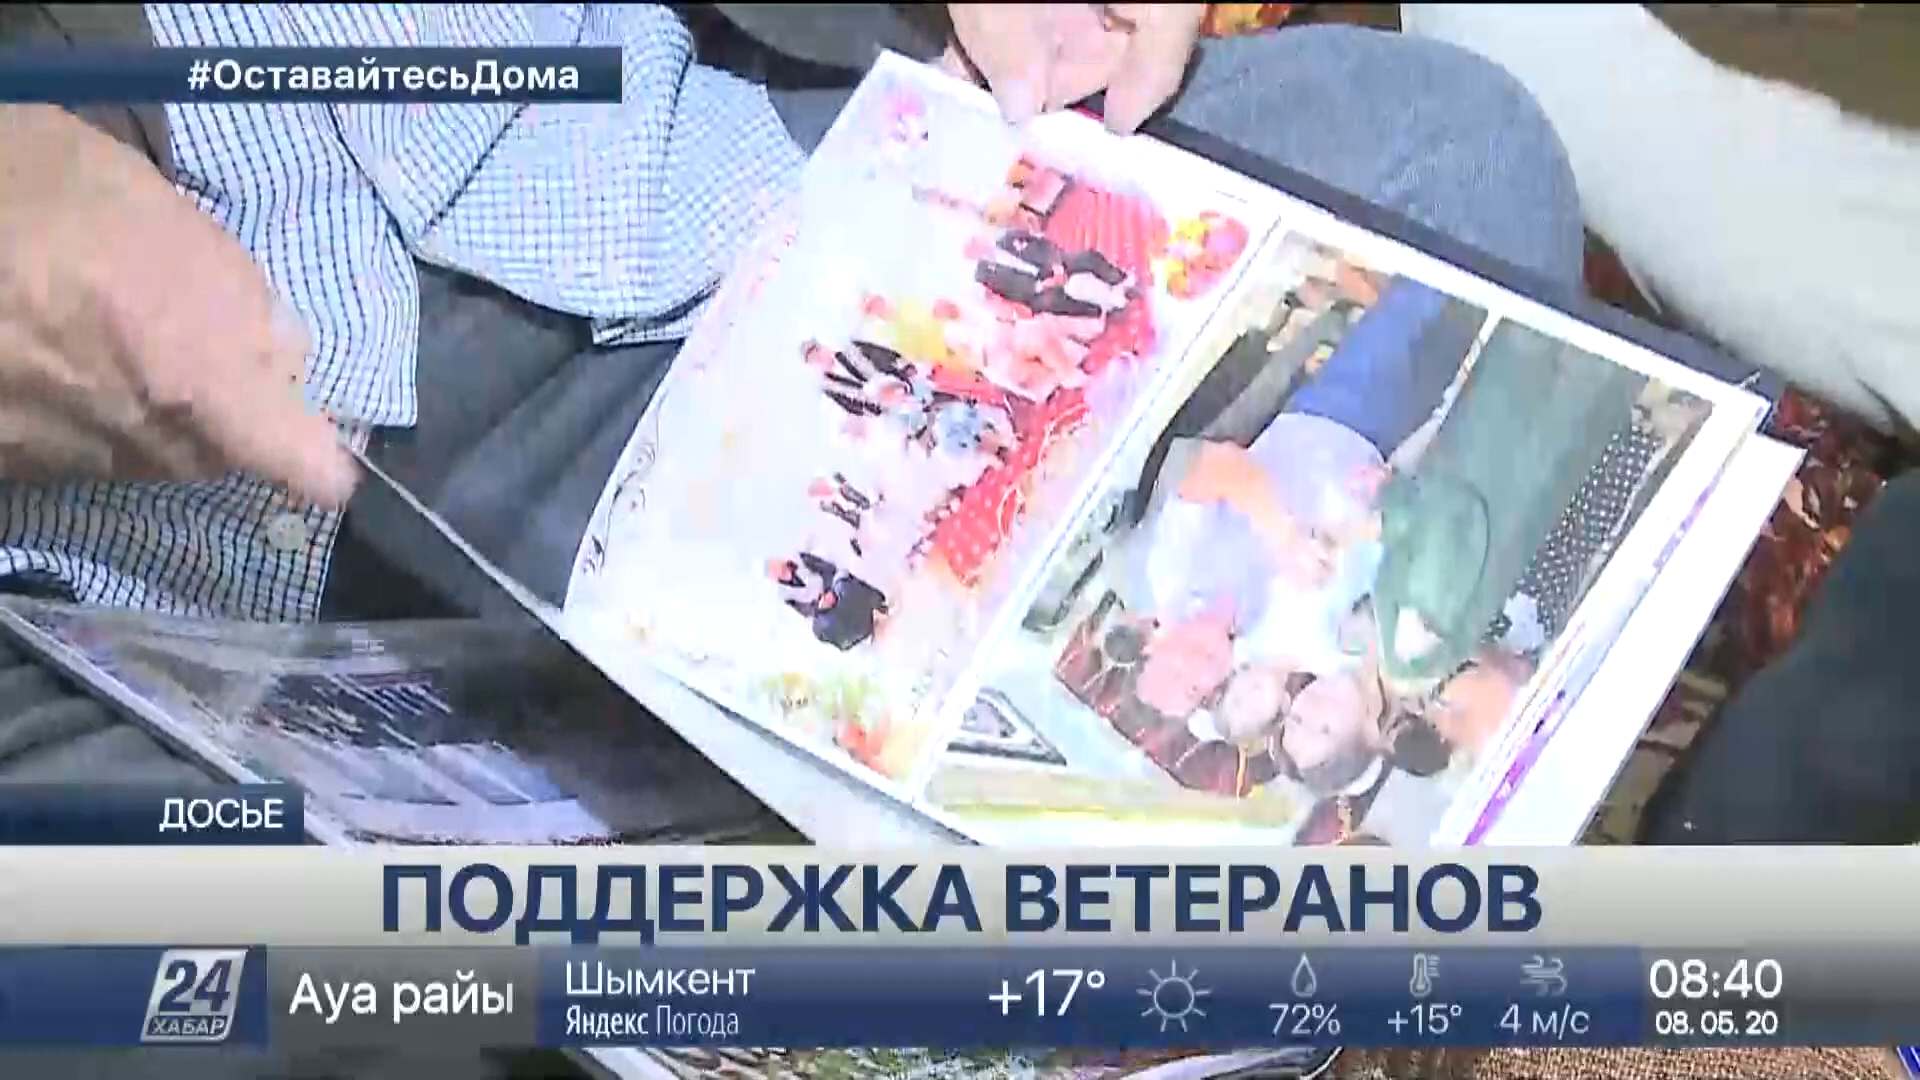 #ОставайтесьДома
ДОСЬЕ
ПОДДЕРЖКА ВЕТЕРАНОВ
24
ХАБАР
Ауа райы
Шымкент
Яндекс Погода
+17°
72%
+15°
4 м/с
08:40
08.05.20